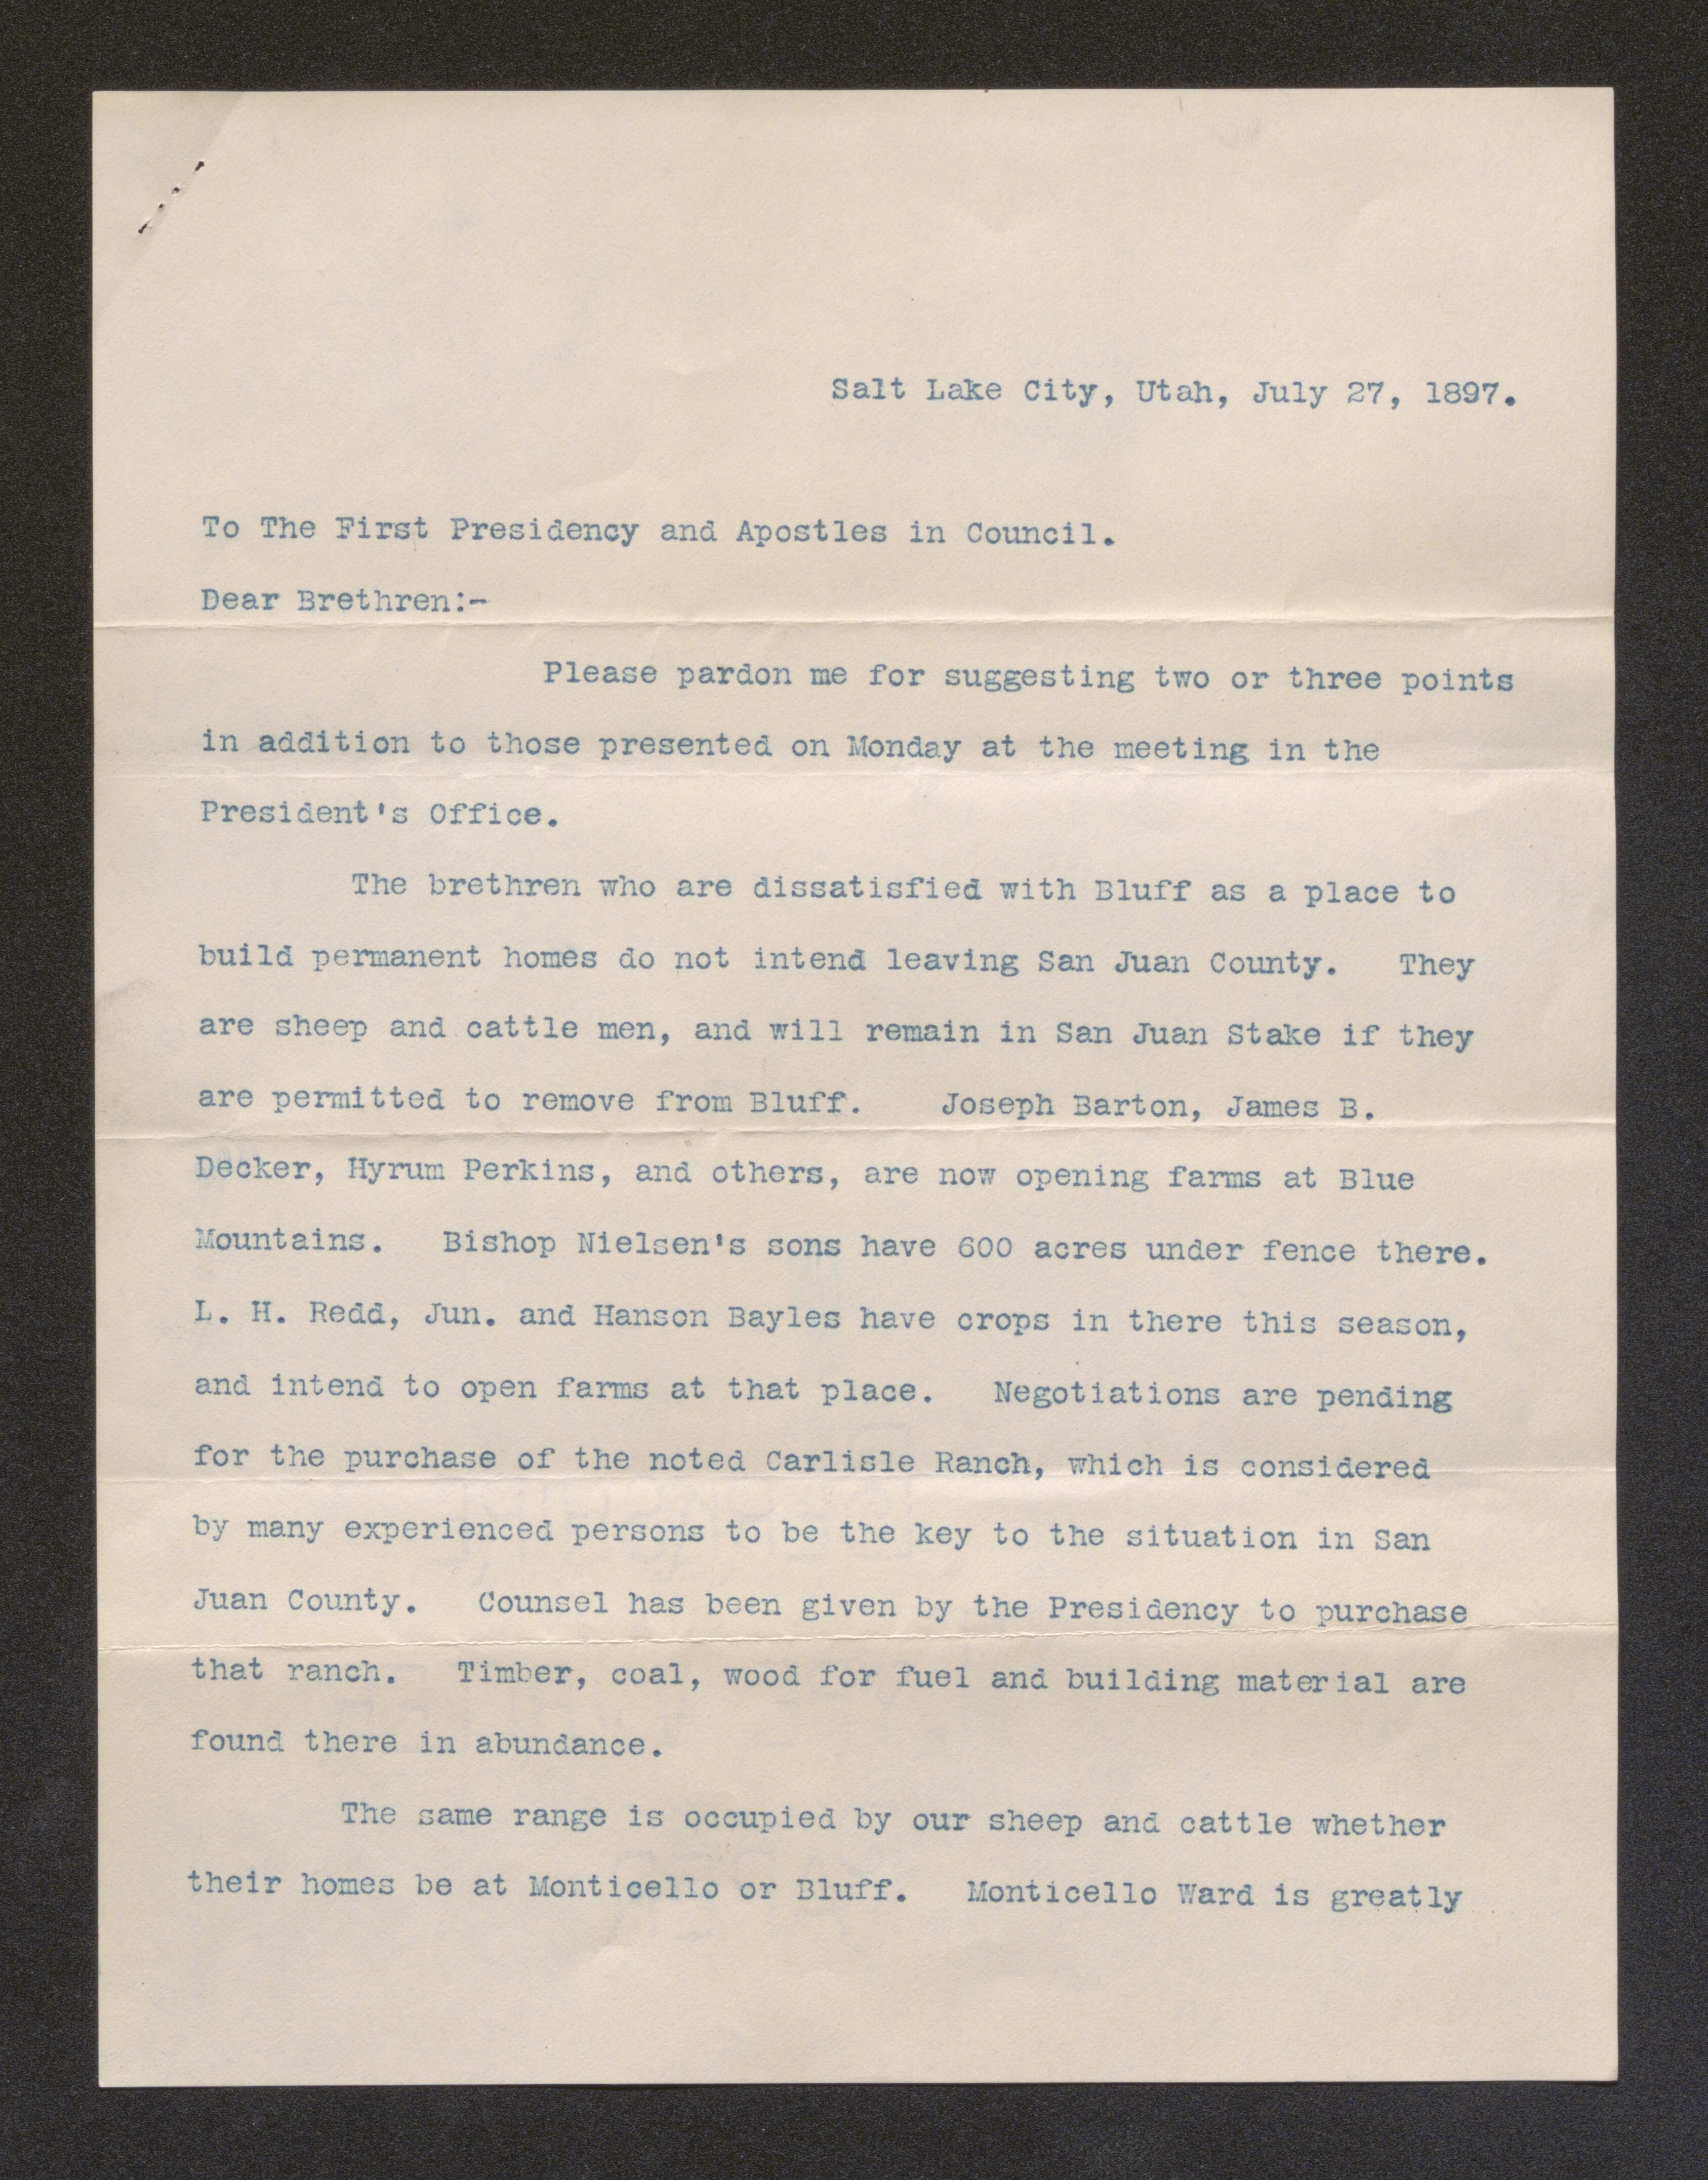 Salt Lake City, Utah, July 27, 1897.
To The First Presidency and Apostles in Council.
Dear Brethren:-
Please pardon me for suggesting two or three points
in addition to those presented on Monday at the meeting in the
President's Office.
The brethren who are dissatisfied with Bluff as a place to
build permanent homes do not intend leaving San Juan County. They
are sheep and cattle men, and will remain in San Juan Stake if they
are permitted to remove from Bluff. Joseph Barton, James B.
Decker, Hyrum Perkins, and others, are now opening farms at Blue
Mountains. Bishop Nielsen's sons have 600 acres under fence there.
L. H. Redd, Jun. and Hanson Bayles have crops in there this season,
and intend to open farms at that place. Negotiations are pending
for the purchase of the noted Carlisle Ranch, which is considered
by many experienced persons to be the key to the situation in San
Juan County. Counsel has been given by the Presidency to purchase
that ranch. Timber, coal, wood for fuel and building material are
found there in abundance.
The same range is occupied by our sheep and cattle whether
their homes be at Monticello or Bluff. Monticello Ward is greatly